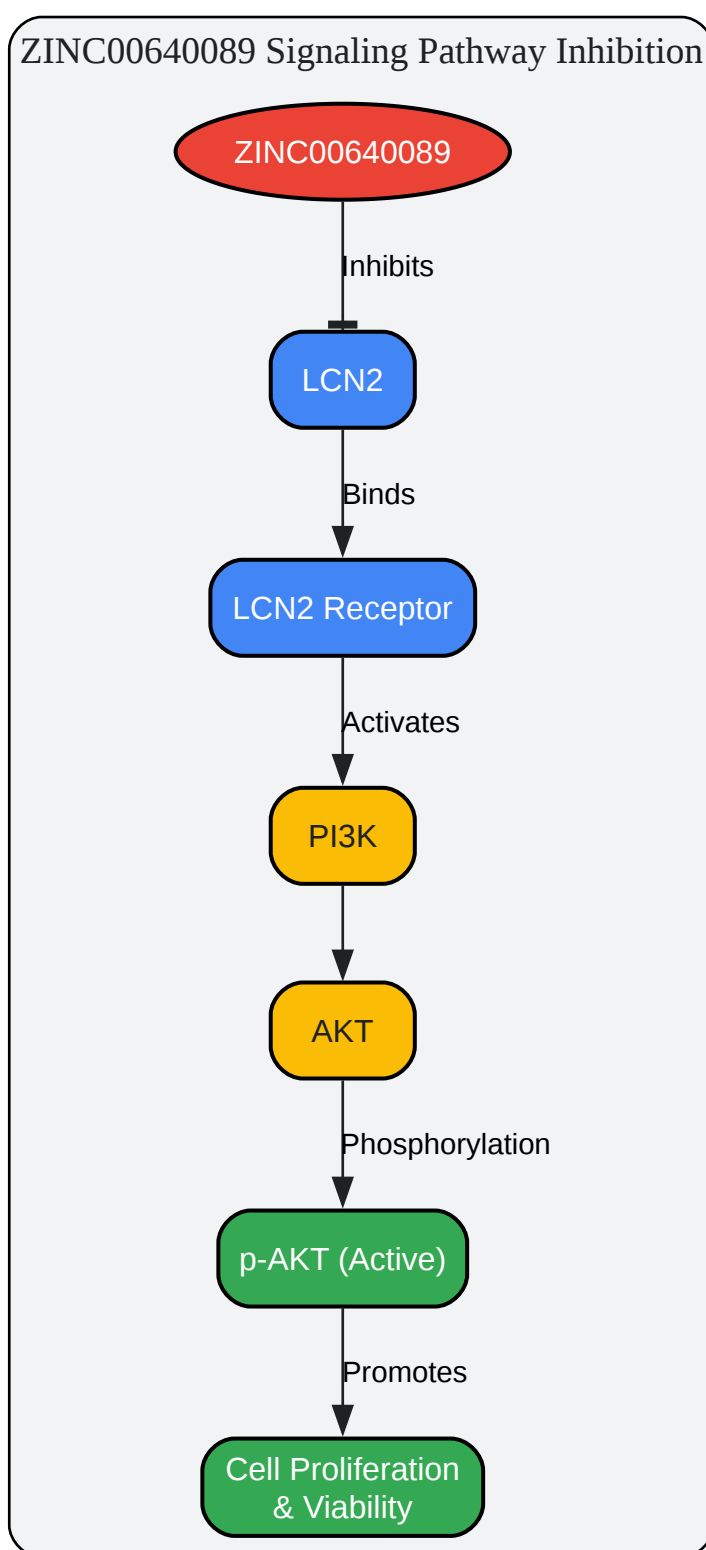 ZINC00640089 Signaling Pathway Inhibition
ZINC00640089
Inhibits
LCN2
Binds
LCN2 Receptor
Activates
PI3K
AKT
Phosphorylation
p-AKT (Active)
Promotes
Cell Proliferation
& Viability